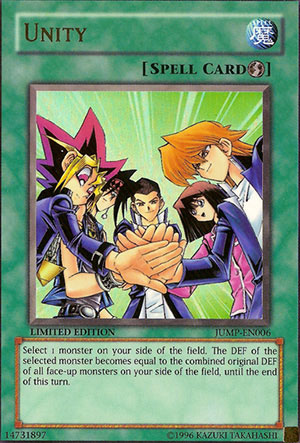 UNITY
魔
[SPELL CARD]
LIMITED EDITION JUMP-EN006
Select 1 monster on your side of the field. The DEF of the
selected monster becomes equal to the combined original DEF
of all face-up monsters on your side of the field, until the end
of this turn.
14731897 ©1996 KAZUKI TAKAHASHI